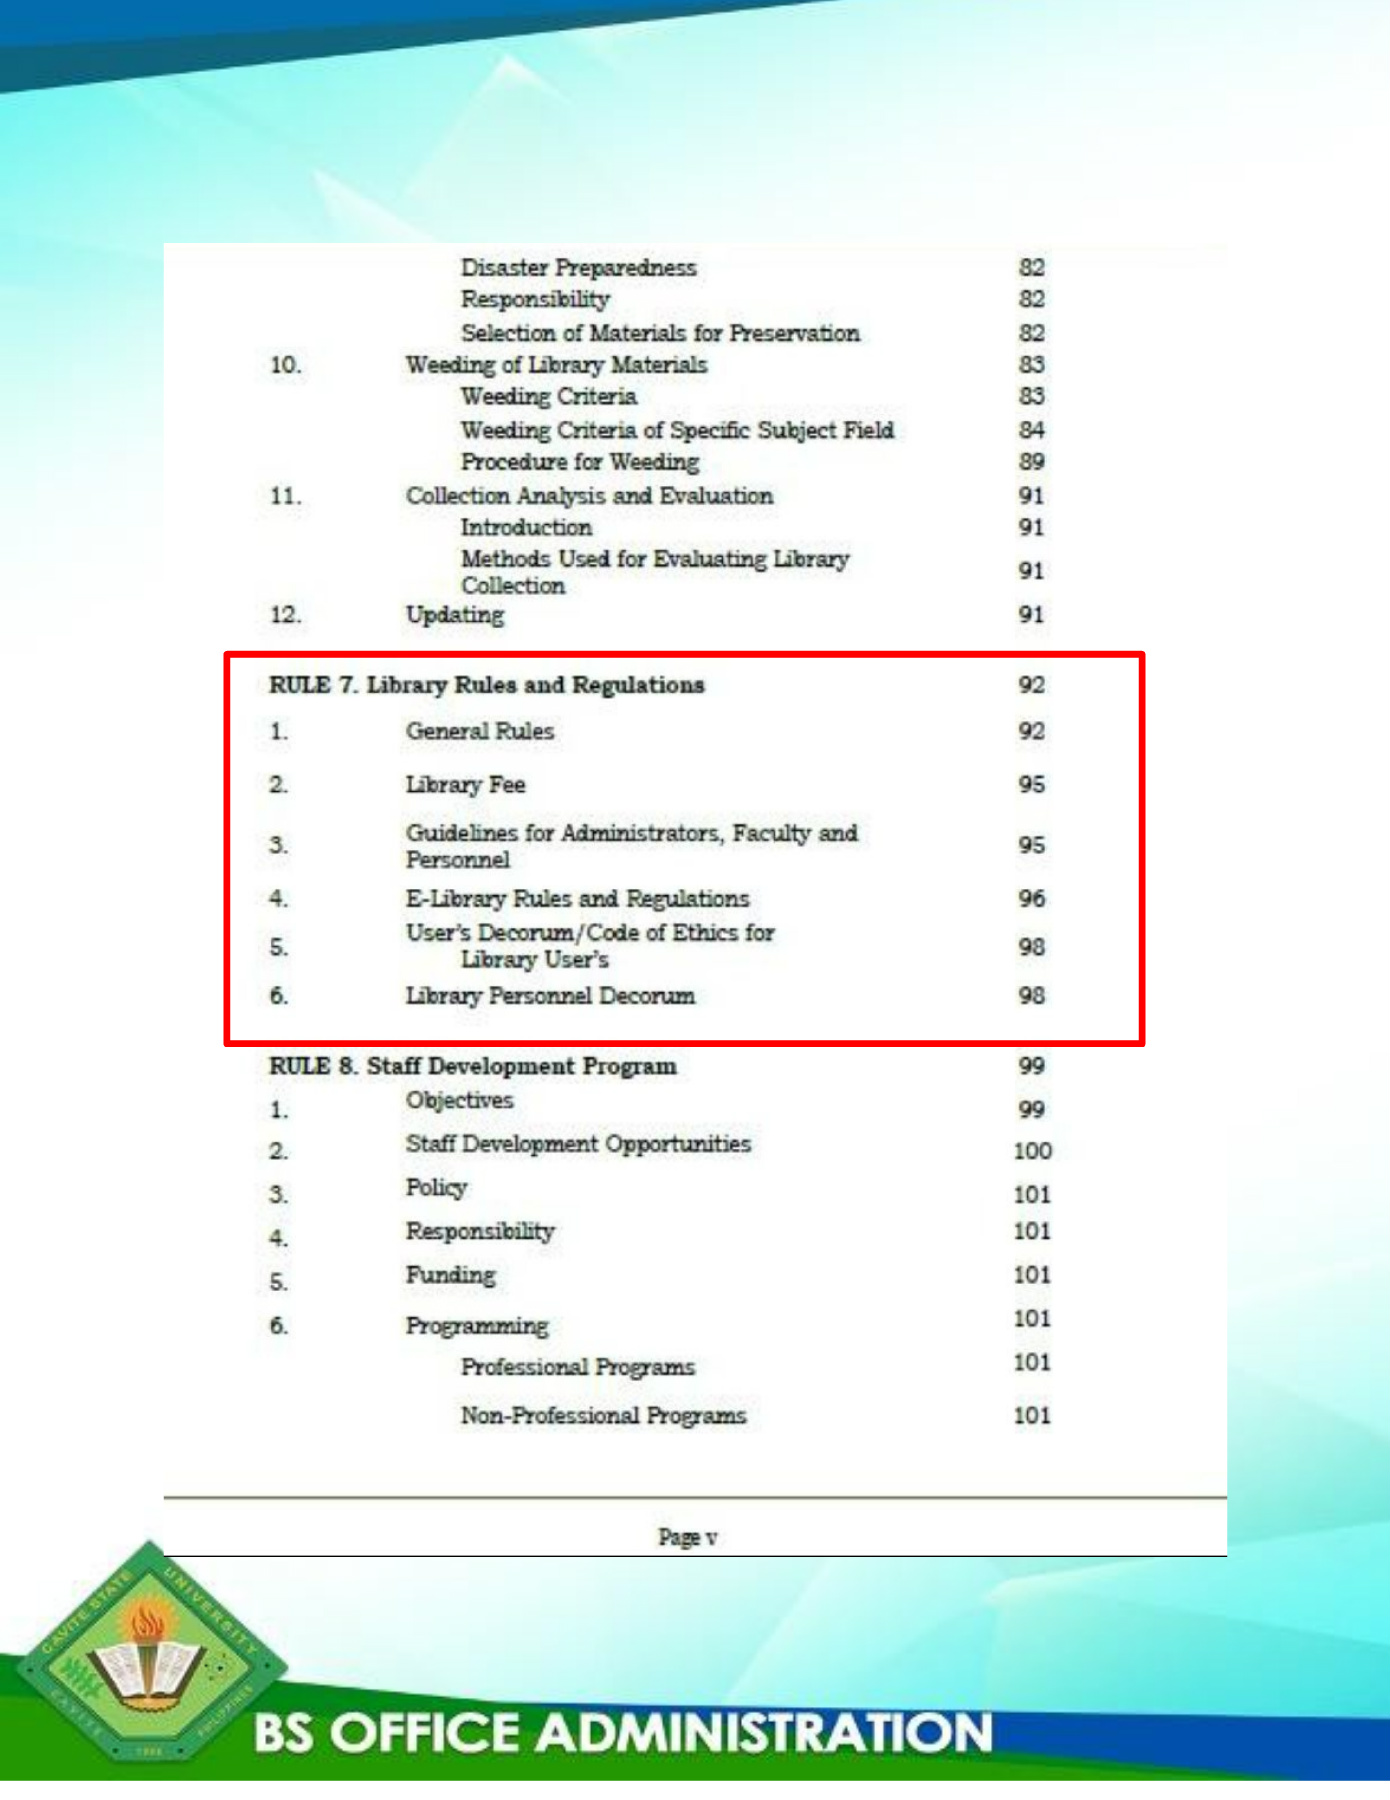 Disaster Preparedness 82
Responsibility 82
Selection of Materials for Preservation 82
10. Weeding of Library Materials 83
Weeding Criteria 83
Weeding Criteria of Specific Subject Field 84
Procedure for Weeding 89
11. Collection Analysis and Evaluation 91
Introduction 91
Methods Used for Evaluating Library
Collection 91
12. Updating 91
RULE 7. Library Rules and Regulations 92
1. General Rules 92
2. Library Fee 95
3. Guidelines for Administrators, Faculty and
Personnel 95
4. E-Library Rules and Regulations 96
5. User's Decorum/Code of Ethics for
Library User's 98
6. Library Personnel Decorum 98
RULE 8. Staff Development Program 99
1. Objectives 99
2. Staff Development Opportunities 100
3. Policy 101
4. Responsibility 101
5. Funding 101
6. Programming 101
Professional Programs 101
Non-Professional Programs 101
Page v
CAVITE STATE UNIVERSITY
CAVITE PHILIPPINES
1906
BS OFFICE ADMINISTRATION